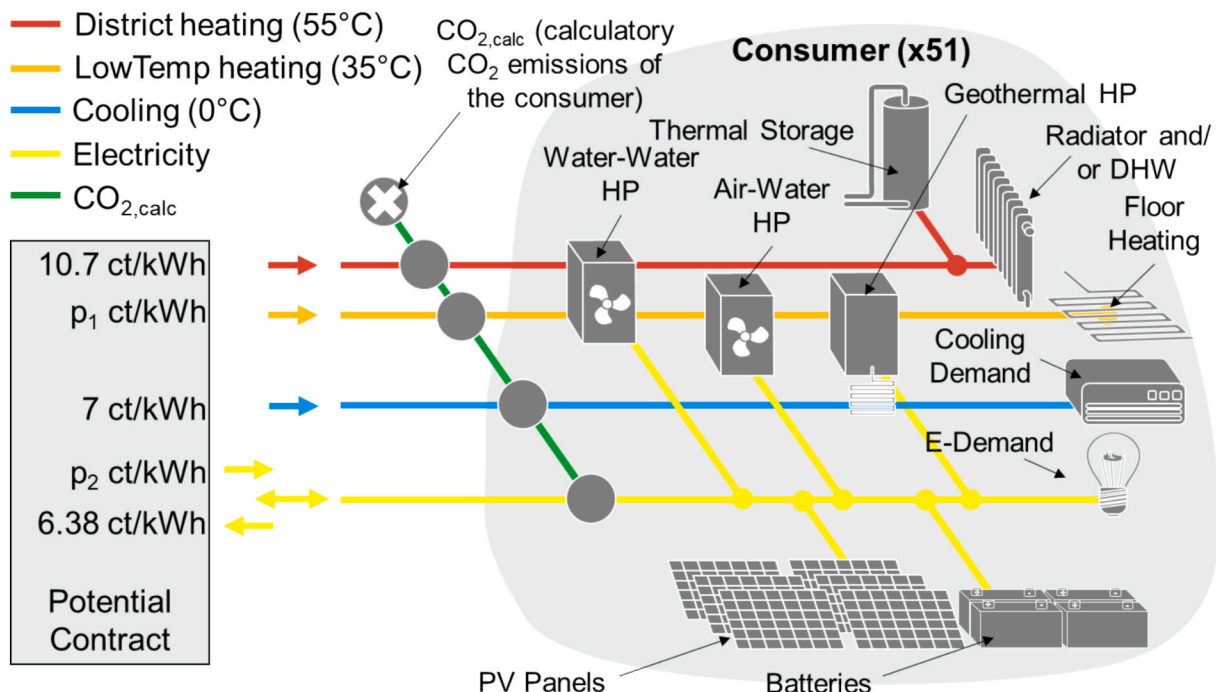 District heating (55°C)
LowTemp heating (35°C)
Cooling (0°C)
Electricity
CO2,calc
CO2,calc (calculatory
CO2 emissions of
the consumer)
Consumer (x51)
Geothermal HP
Thermal Storage
Radiator and/
or DHW
Water-Water
HP
Air-Water
HP
Floor
Heating
10.7 ct/kWh
p1 ct/kWh
7 ct/kWh
p2 ct/kWh
6.38 ct/kWh
Potential
Contract
Cooling
Demand
E-Demand
PV Panels
Batteries